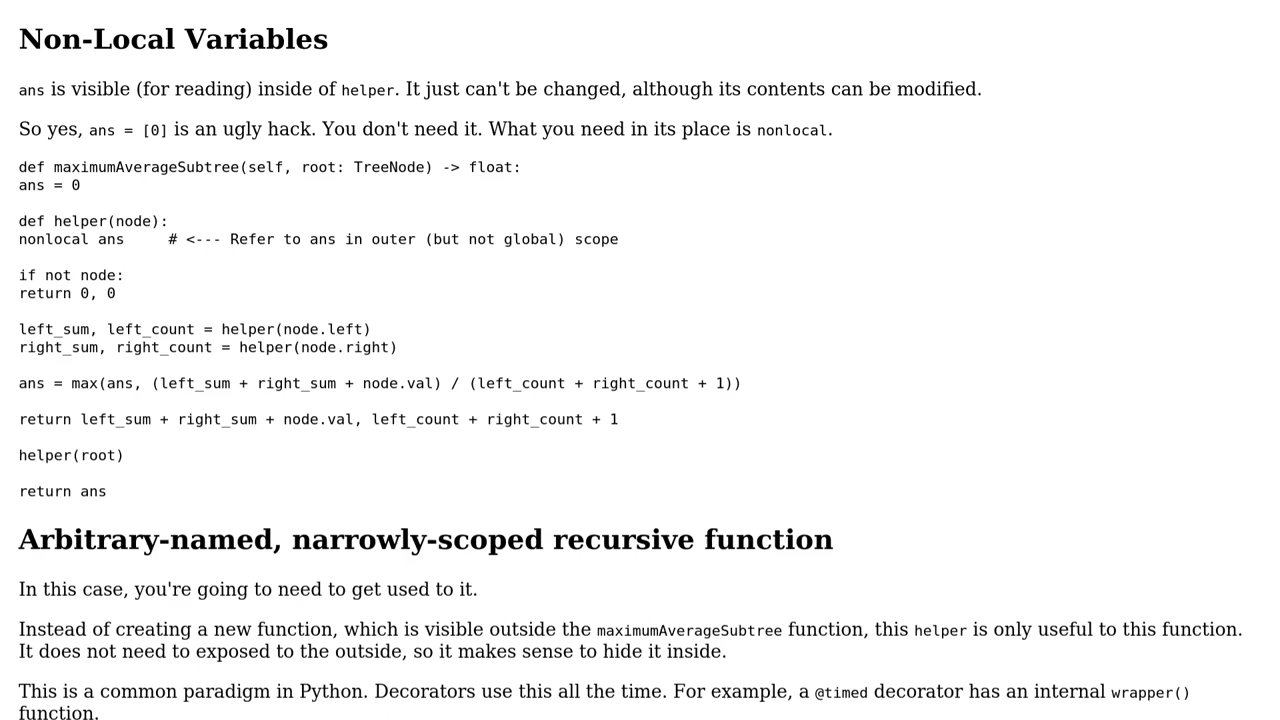 Non-Local Variables
ans is visible (for reading) inside of helper. It just can't be changed, although its contents can be modified.
So yes, ans = [0] is an ugly hack. You don't need it. What you need in its place is nonlocal.
def maximumAverageSubtree(self, root: TreeNode) -> float:
ans = 0
def helper(node):
nonlocal ans     # <--- Refer to ans in outer (but not global) scope
if not node:
return 0, 0
left_sum, left_count = helper(node.left)
right_sum, right_count = helper(node.right)
ans = max(ans, (left_sum + right_sum + node.val) / (left_count + right_count + 1))
return left_sum + right_sum + node.val, left_count + right_count + 1
helper(root)
return ans
Arbitrary-named, narrowly-scoped recursive function
In this case, you're going to need to get used to it.
Instead of creating a new function, which is visible outside the maximumAverageSubtree function, this helper is only useful to this function.
It does not need to exposed to the outside, so it makes sense to hide it inside.
This is a common paradigm in Python. Decorators use this all the time. For example, a @timed decorator has an internal wrapper()
function.